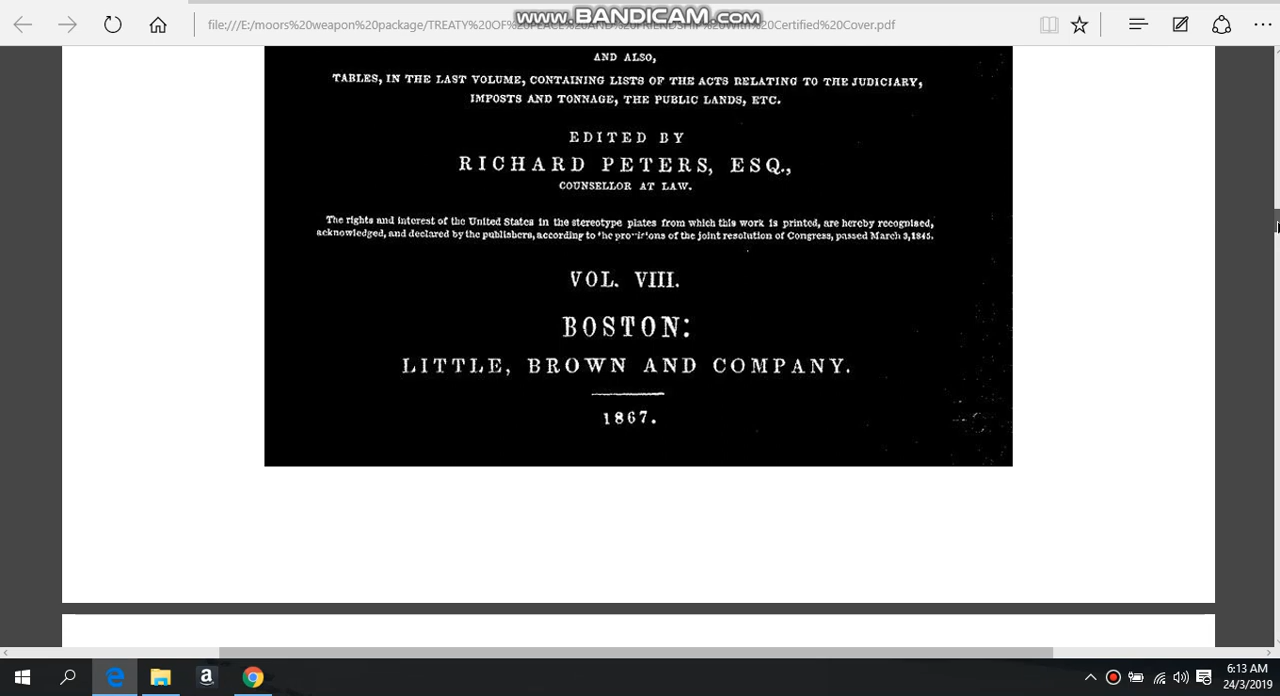 www.BANDICAM.com
file:///E:/moors%20weapon%20package/TREATY%20OF%20PEACE%20AND%20FRIENDSHIP%20With%20Certified%20Cover.pdf
AND ALSO,
TABLES, IN THE LAST VOLUME, CONTAINING LISTS OF THE ACTS RELATING TO THE JUDICIARY,
IMPOSTS AND TONNAGE, THE PUBLIC LANDS, ETC.
EDITED BY
RICHARD PETERS, ESQ.,
COUNSELLOR AT LAW.
The rights and interest of the United States in the stereotype plates from which this work is printed, are hereby recognised,
acknowledged, and declared by the publishers, according to the provisions of the joint resolution of Congress, passed March 3, 1845.
VOL. VIII.
BOSTON:
LITTLE, BROWN AND COMPANY.
1867.
6:13 AM
24/3/2019